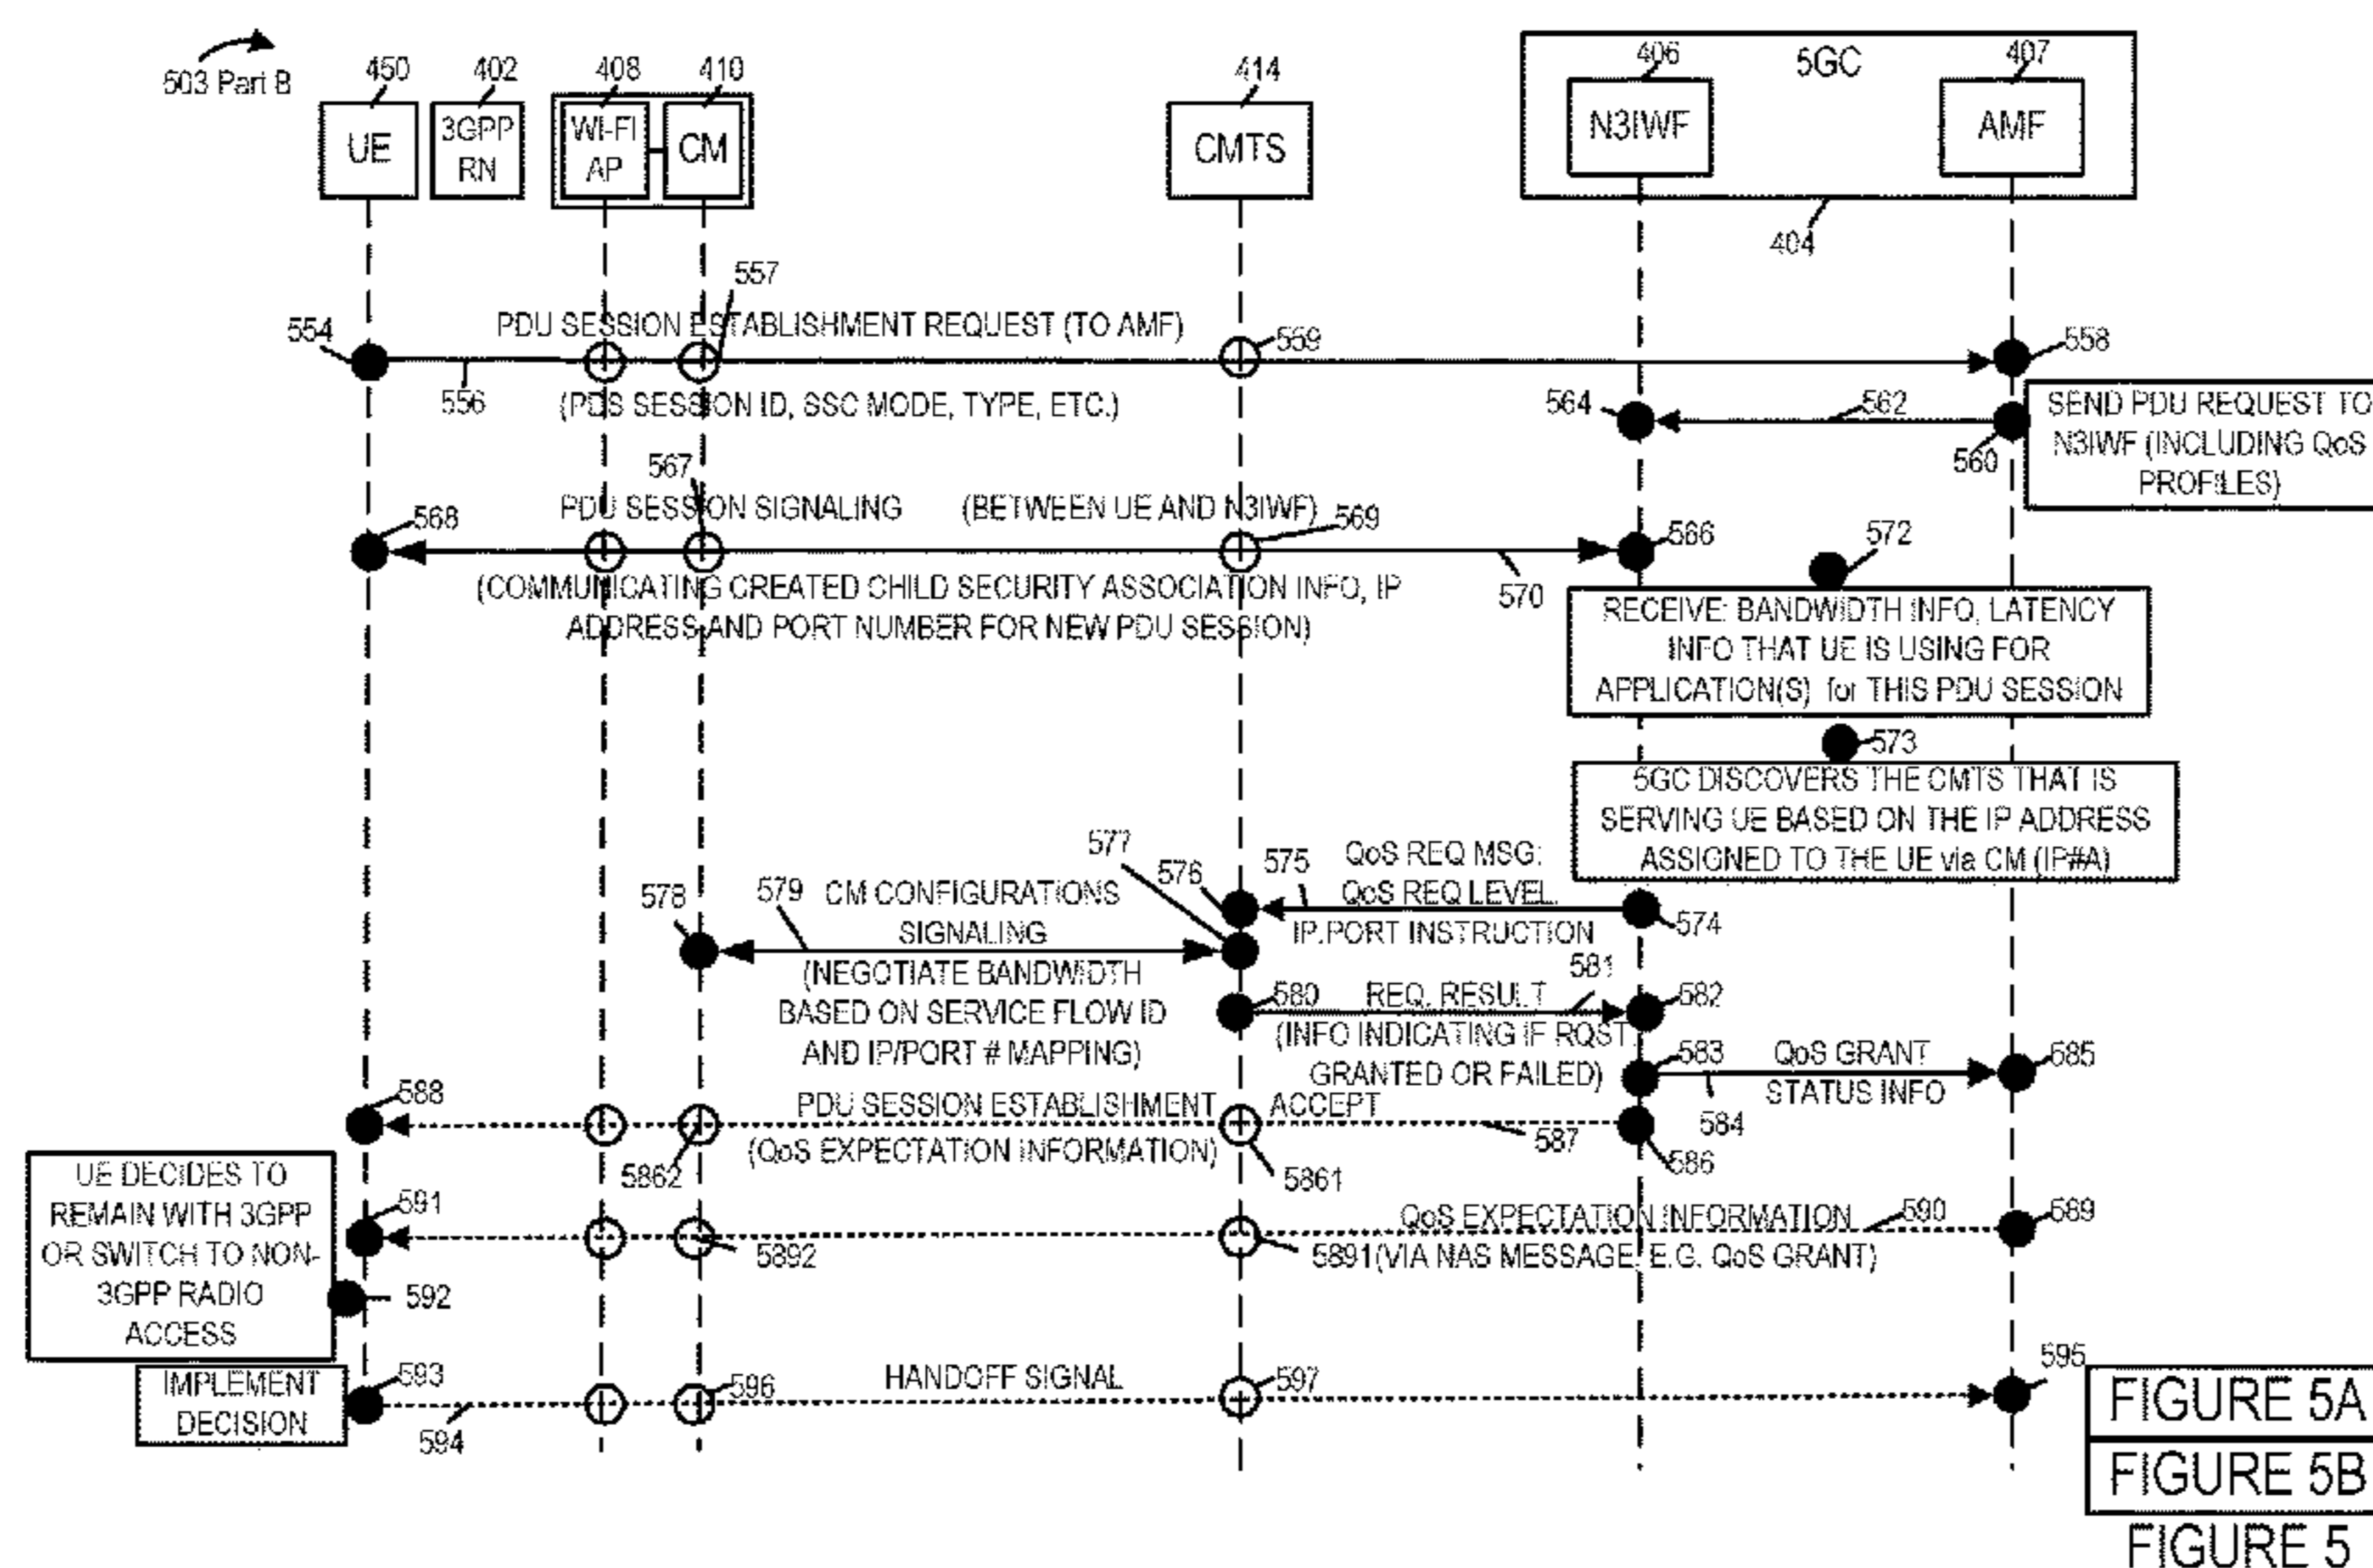 503 Part B
450
402
408
410
414
406
5GC
407
UE
3GPP
RN
WI-FI
AP
CM
CMTS
N3IWF
AMF
404
557
554
PDU SESSION ESTABLISHMENT REQUEST (TO AMF)
559
558
556
(PDS SESSION ID, SSC MODE, TYPE, ETC.)
564
562
560
SEND PDU REQUEST TO
N3IWF (INCLUDING QoS
PROFILES)
567
568
PDU SESSION SIGNALING (BETWEEN UE AND N3IWF)
569
566
570
572
(COMMUNICATING CREATED CHILD SECURITY ASSOCIATION INFO, IP
ADDRESS AND PORT NUMBER FOR NEW PDU SESSION)
RECEIVE: BANDWIDTH INFO, LATENCY
INFO THAT UE IS USING FOR
APPLICATION(S) for THIS PDU SESSION
573
5GC DISCOVERS THE CMTS THAT IS
SERVING UE BASED ON THE IP ADDRESS
ASSIGNED TO THE UE via CM (IP#A)
577
576
575
QoS REQ MSG:
QoS REQ LEVEL
IP.PORT INSTRUCTION
574
578
579
CM CONFIGURATIONS
SIGNALING
(NEGOTIATE BANDWIDTH
BASED ON SERVICE FLOW ID
AND IP/PORT # MAPPING)
580
REQ. RESULT
581
582
(INFO INDICATING IF RQST.
GRANTED OR FAILED)
583
QoS GRANT
STATUS INFO
585
584
588
PDU SESSION ESTABLISHMENT ACCEPT
(QoS EXPECTATION INFORMATION)
5862
5861
587
586
UE DECIDES TO
REMAIN WITH 3GPP
OR SWITCH TO NON-
3GPP RADIO
ACCESS
591
592
QoS EXPECTATION INFORMATION
590
589
5892
5891(VIA NAS MESSAGE, E.G. QoS GRANT)
IMPLEMENT
DECISION
593
594
596
HANDOFF SIGNAL
597
595
FIGURE 5A
FIGURE 5B
FIGURE 5